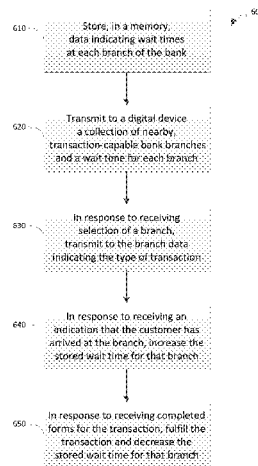 610
Store, in a memory,
data indicating wait times
at each branch of the bank
620
Transmit to a digital device
a collection of nearby,
transaction-capable bank branches
and a wait time for each branch
630
In response to receiving
selection of a branch,
transmit to the branch data
indicating the type of transaction
640
In response to receiving an
indication that the customer has
arrived at the branch, increase the
stored wait time for that branch
650
In response to receiving completed
forms for the transaction, fulfill the
transaction and decrease the
stored wait time for that branch